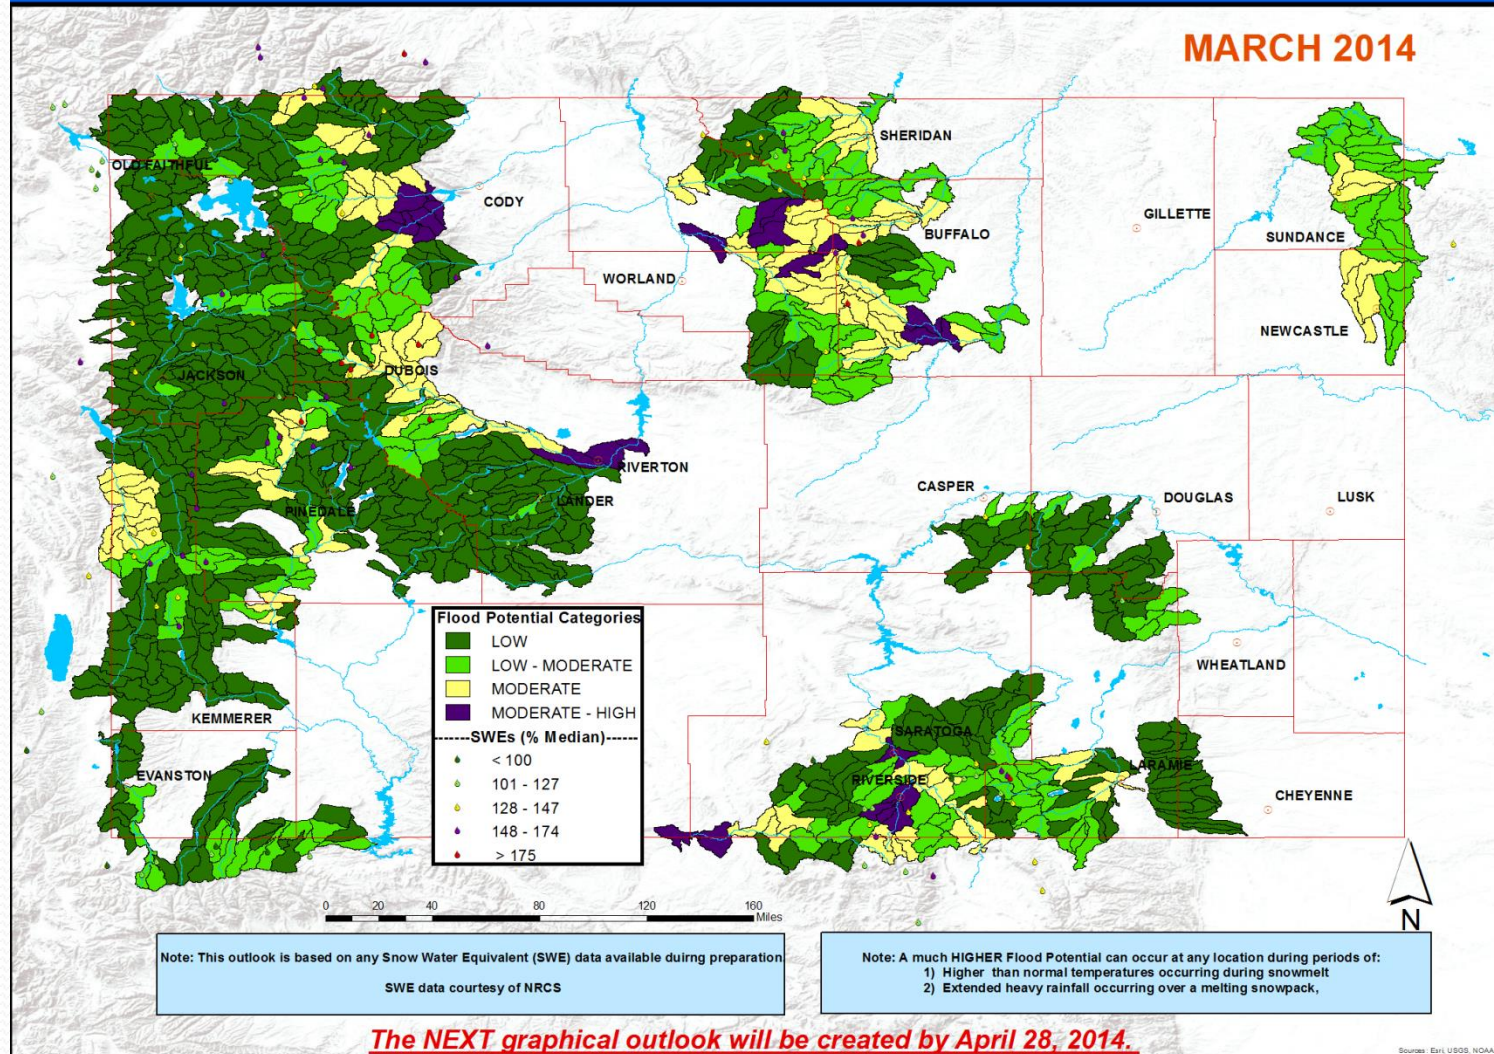 MARCH 2014
SHERIDAN
OLD FAITHFUL
CODY
GILLETTE
BUFFALO
SUNDANCE
WORLAND
NEWCASTLE
JACKSON
DUBOIS
RIVERTON
CASPER
DOUGLAS
LUSK
LANDER
PINEDALE
Flood Potential Categories
LOW
LOW - MODERATE
MODERATE
MODERATE - HIGH
------SWEs (% Median)-----
< 100
101 - 127
128 - 147
148 - 174
> 175
WHEATLAND
KEMMERER
SARATOGA
EVANSTON
RIVERSIDE
LARAMIE
CHEYENNE
0 20 40 80 120 160
Miles
N
Note: This outlook is based on any Snow Water Equivalent (SWE) data available duirng preparation.
SWE data courtesy of NRCS
Note: A much HIGHER Flood Potential can occur at any location during periods of:
1) Higher than normal temperatures occurring during snowmelt
2) Extended heavy rainfall occurring over a melting snowpack,
The NEXT graphical outlook will be created by April 28, 2014.
Sources: Esri, USGS, NOAA